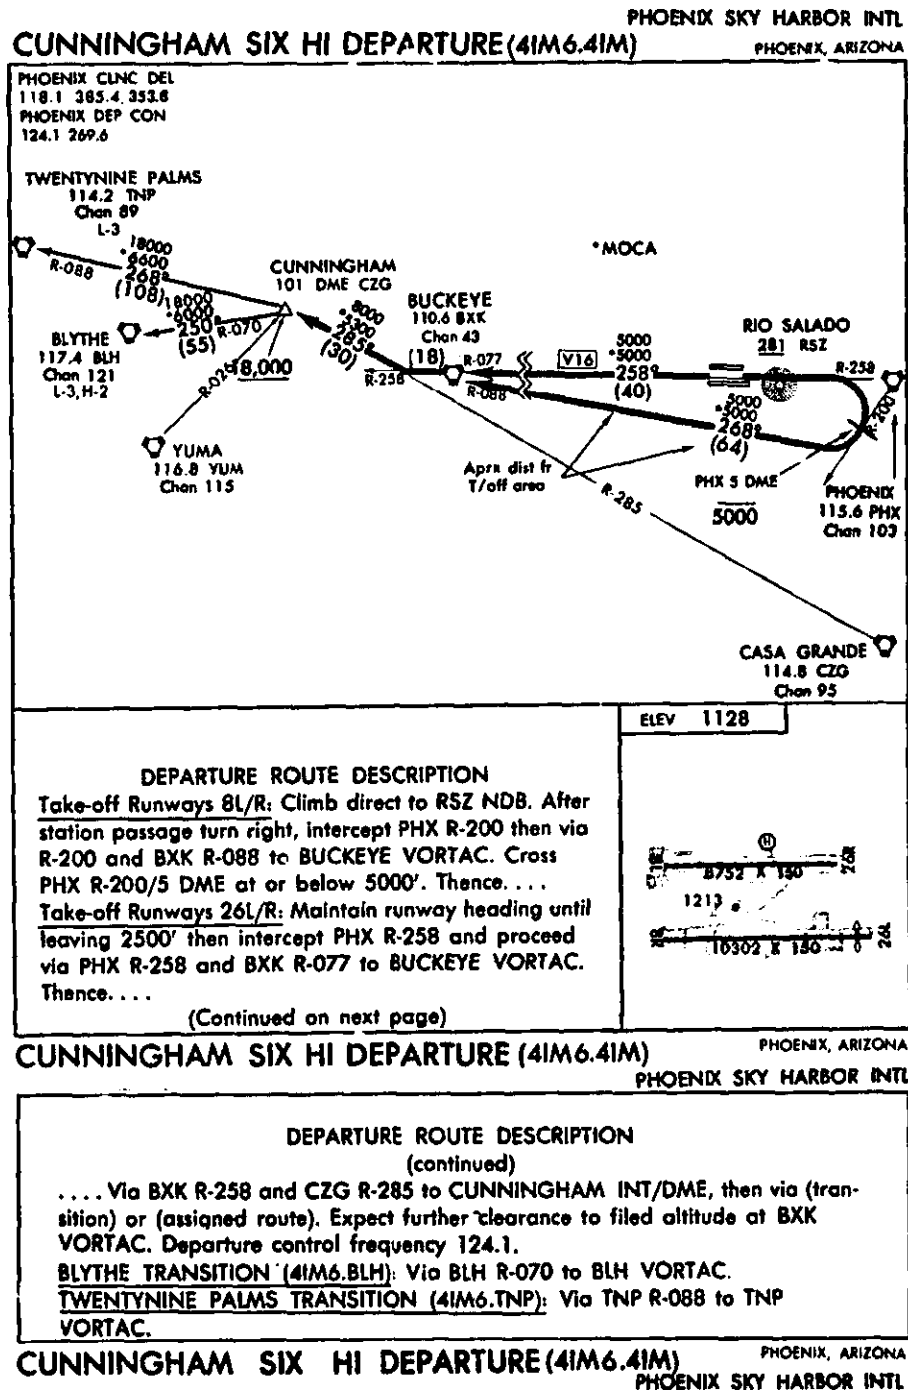 PHOENIX SKY HARBOR INTL
CUNNINGHAM SIX HI DEPARTURE (4IM6.4IM)
PHOENIX, ARIZONA
PHOENIX CLNC DEL
118.1 385.4 353.8
PHOENIX DEP CON
124.1 269.6
TWENTYNINE PALMS
114.2 TNP
Chan 89
L-3
R-088
18000
*6600
268°
(108)
CUNNINGHAM
101 DME CZG
18000
*6000
250°
(55)
R-070
BLYTHE
117.4 BLH
Chan 121
L-3, H-2
R-026
18,000
YUMA
116.8 YUM
Chan 115
8000
*5300
285°
(30)
BUCKEYE
110.6 BXK
Chan 43
(18)
R-258
R-077
R-088
*MOCA
V16
5000
*5000
258°
(40)
RIO SALADO
281 RSZ
R-258
5000
*5000
268°
(64)
R-200
Aprx dist fr
T/off area
PHX 5 DME
5000
PHOENIX
115.6 PHX
Chan 103
R-285
CASA GRANDE
114.8 CZG
Chan 95
ELEV 1128
DEPARTURE ROUTE DESCRIPTION
Take-off Runways 8L/R: Climb direct to RSZ NDB. After
station passage turn right, intercept PHX R-200 then via
R-200 and BXK R-088 to BUCKEYE VORTAC. Cross
PHX R-200/5 DME at or below 5000'. Thence. . . .
Take-off Runways 26L/R: Maintain runway heading until
leaving 2500' then intercept PHX R-258 and proceed
via PHX R-258 and BXK R-077 to BUCKEYE VORTAC.
Thence. . . .
(Continued on next page)
H
26R
8752 X 150
1213
8R
10302 X 150
0
26L
CUNNINGHAM SIX HI DEPARTURE (4IM6.4IM)
PHOENIX, ARIZONA
PHOENIX SKY HARBOR INTL
DEPARTURE ROUTE DESCRIPTION
(continued)
. . . . Via BXK R-258 and CZG R-285 to CUNNINGHAM INT/DME, then via (tran-
sition) or (assigned route). Expect further clearance to filed altitude at BXK
VORTAC. Departure control frequency 124.1.
BLYTHE TRANSITION (4IM6.BLH): Via BLH R-070 to BLH VORTAC.
TWENTYNINE PALMS TRANSITION (4IM6.TNP): Via TNP R-088 to TNP
VORTAC.
CUNNINGHAM SIX HI DEPARTURE (4IM6.4IM)
PHOENIX, ARIZONA
PHOENIX SKY HARBOR INTL